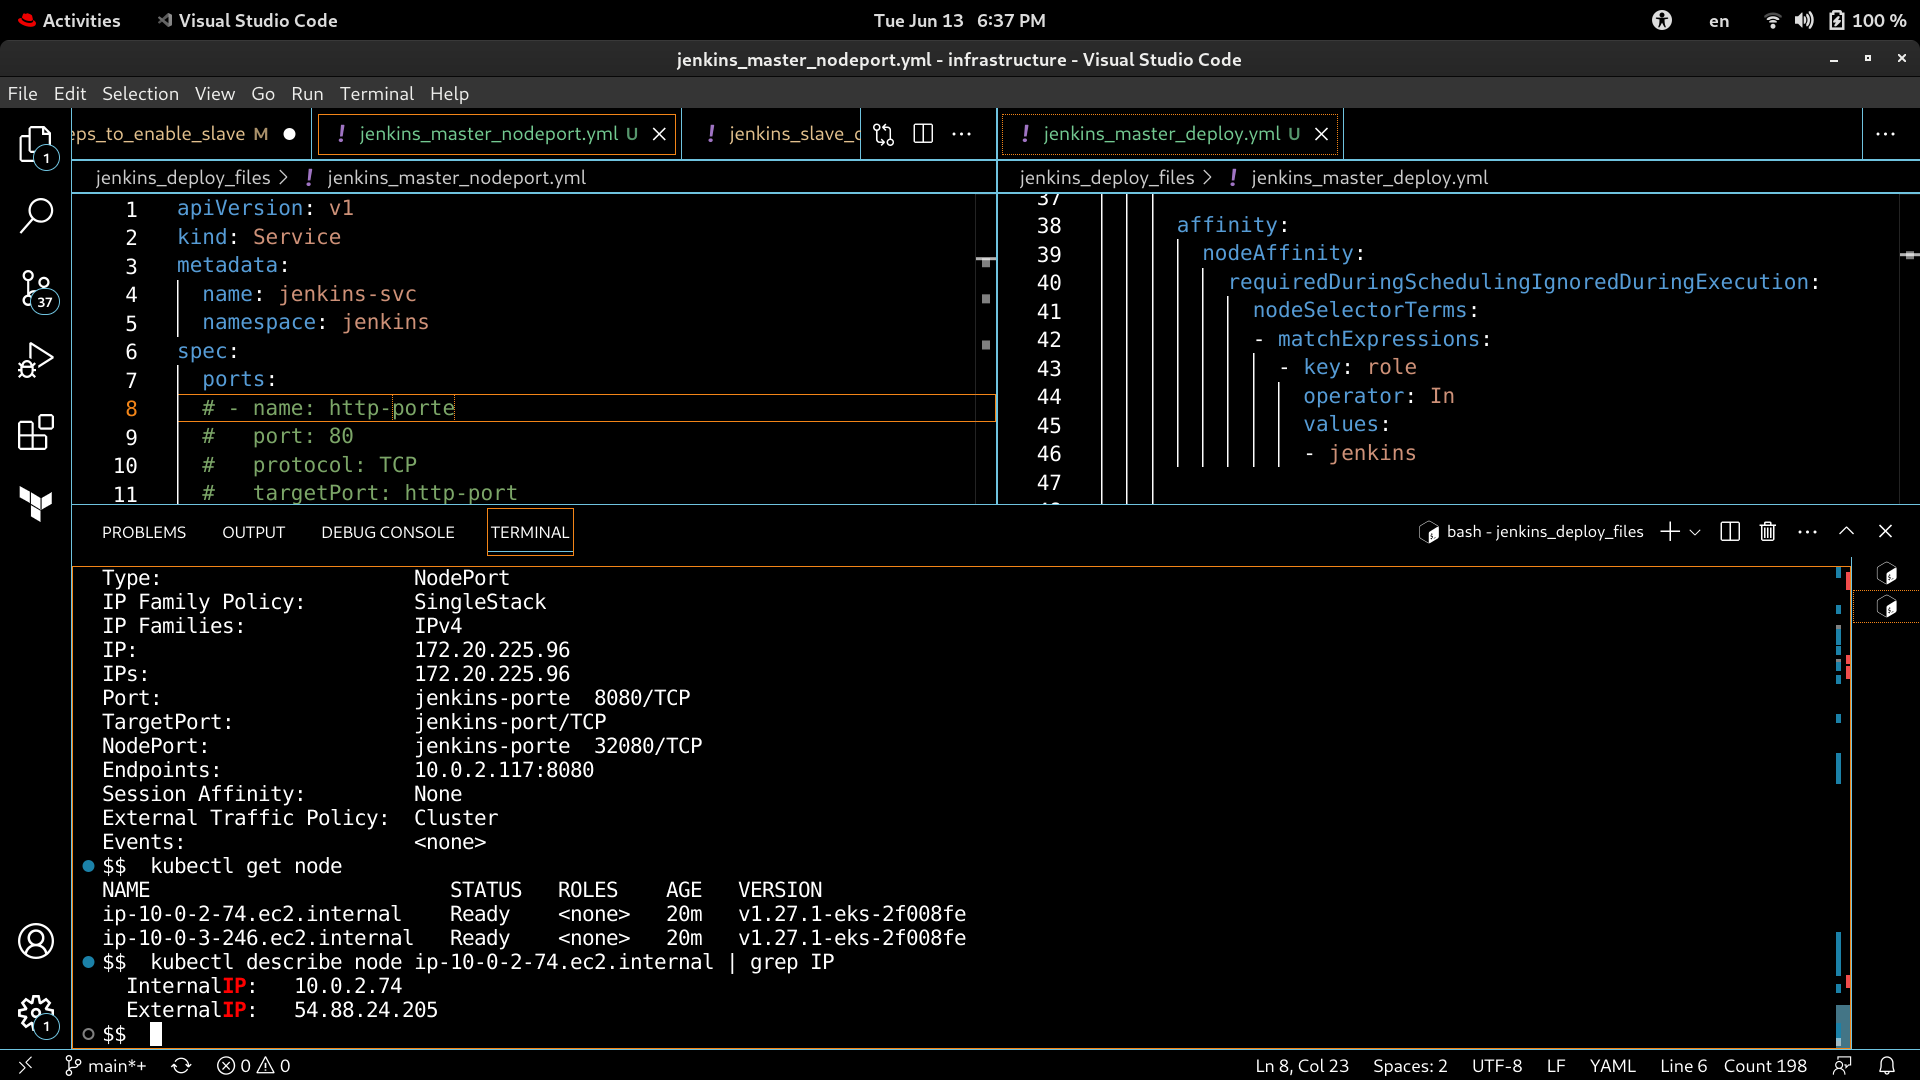 Activities Visual Studio Code Tue Jun 13 6:37 PM en 100 %
jenkins_master_nodeport.yml - infrastructure - Visual Studio Code
File Edit Selection View Go Run Terminal Help
eps_to_enable_slave M jenkins_master_nodeport.yml U jenkins_slave_ jenkins_master_deploy.yml U
1
jenkins_deploy_files > jenkins_master_nodeport.yml
1 apiVersion: v1
2 kind: Service
3 metadata:
4 name: jenkins-svc
5 namespace: jenkins
6 spec:
7 ports:
8 # - name: http-porte
9 # port: 80
10 # protocol: TCP
11 # targetPort: http-port
37
jenkins_deploy_files > jenkins_master_deploy.yml
37
38 affinity:
39 nodeAffinity:
40 requiredDuringSchedulingIgnoredDuringExecution:
41 nodeSelectorTerms:
42 - matchExpressions:
43 - key: role
44 operator: In
45 values:
46 - jenkins
47
PROBLEMS OUTPUT DEBUG CONSOLE TERMINAL bash - jenkins_deploy_files
Type: NodePort
IP Family Policy: SingleStack
IP Families: IPv4
IP: 172.20.225.96
IPs: 172.20.225.96
Port: jenkins-porte 8080/TCP
TargetPort: jenkins-port/TCP
NodePort: jenkins-porte 32080/TCP
Endpoints: 10.0.2.117:8080
Session Affinity: None
External Traffic Policy: Cluster
Events: <none>
$$ kubectl get node
NAME STATUS ROLES AGE VERSION
ip-10-0-2-74.ec2.internal Ready <none> 20m v1.27.1-eks-2f008fe
ip-10-0-3-246.ec2.internal Ready <none> 20m v1.27.1-eks-2f008fe
$$ kubectl describe node ip-10-0-2-74.ec2.internal | grep IP
InternalIP: 10.0.2.74
ExternalIP: 54.88.24.205
$$
1
main*+ 0 0 Ln 8, Col 23 Spaces: 2 UTF-8 LF YAML Line 6 Count 198